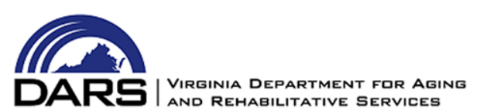 DARS
VIRGINIA DEPARTMENT FOR AGING
AND REHABILITATIVE SERVICES